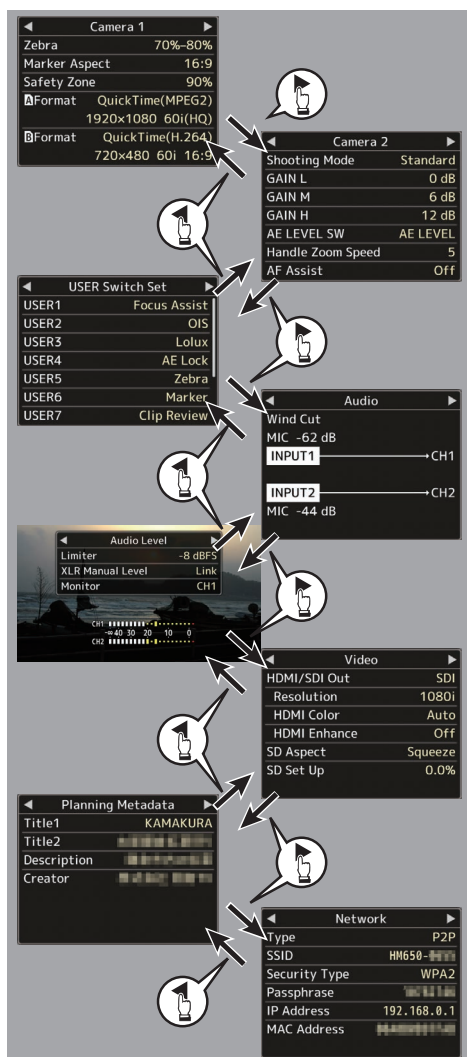 Camera 1
Zebra 70%–80%
Marker Aspect 16:9
Safety Zone 90%
A Format QuickTime(MPEG2)
1920×1080 60i(HQ)
B Format QuickTime(H.264)
720×480 60i 16:9
Camera 2
Shooting Mode Standard
GAIN L 0 dB
GAIN M 6 dB
GAIN H 12 dB
AE LEVEL SW AE LEVEL
Handle Zoom Speed 5
AF Assist Off
USER Switch Set
USER1 Focus Assist
USER2 OIS
USER3 Lolux
USER4 AE Lock
USER5 Zebra
USER6 Marker
USER7 Clip Review
Audio
Wind Cut
MIC -62 dB
INPUT1 CH1
INPUT2 CH2
MIC -44 dB
Audio Level
Limiter -8 dBFS
XLR Manual Level Link
Monitor CH1
CH1
-∞ 40 30 20 10 0
CH2
Video
HDMI/SDI Out SDI
Resolution 1080i
HDMI Color Auto
HDMI Enhance Off
SD Aspect Squeeze
SD Set Up 0.0%
Planning Metadata
Title1 KAMAKURA
Title2
Description
Creator
Network
Type P2P
SSID HM650-
Security Type WPA2
Passphrase
IP Address 192.168.0.1
MAC Address